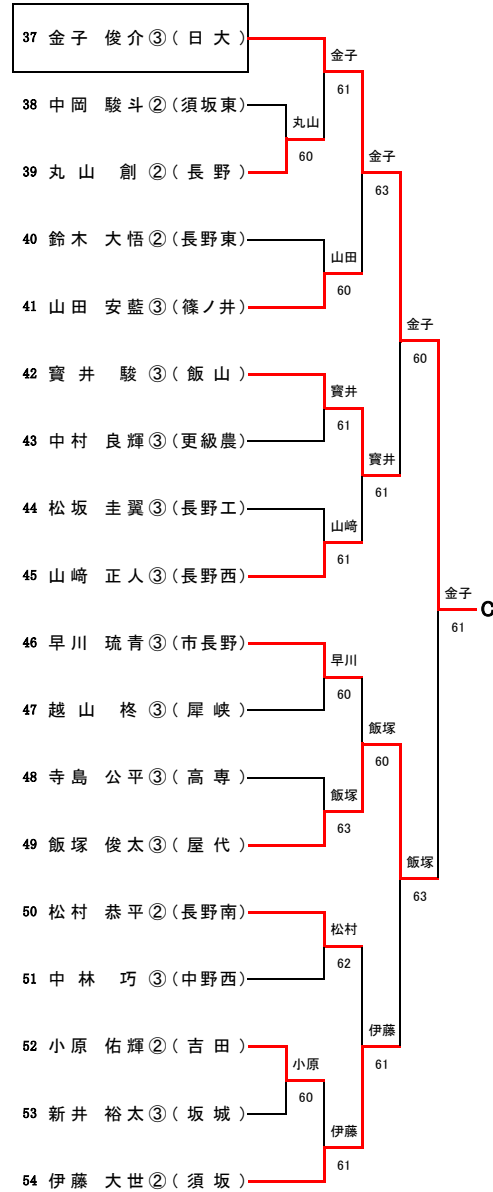 37 金子 俊介③(日大)
金子
61
38 中岡 駿斗②(須坂東)
丸山
60
39 丸山 創②(長野)
金子
63
40 鈴木 大悟②(長野東)
山田
60
41 山田 安藍③(篠ノ井)
金子
60
42 寳井 駿③(飯山)
寳井
61
43 中村 良輝③(更級農)
寳井
61
44 松坂 圭翼③(長野工)
山﨑
61
45 山﨑 正人③(長野西)
金子
61
C
46 早川 琉青③(市長野)
早川
60
47 越山 柊③(犀峡)
飯塚
60
48 寺島 公平③(高専)
飯塚
63
49 飯塚 俊太③(屋代)
飯塚
63
50 松村 恭平②(長野南)
松村
62
51 中林 巧③(中野西)
伊藤
61
52 小原 佑輝②(吉田)
小原
60
53 新井 裕太③(坂城)
伊藤
61
54 伊藤 大世②(須坂)